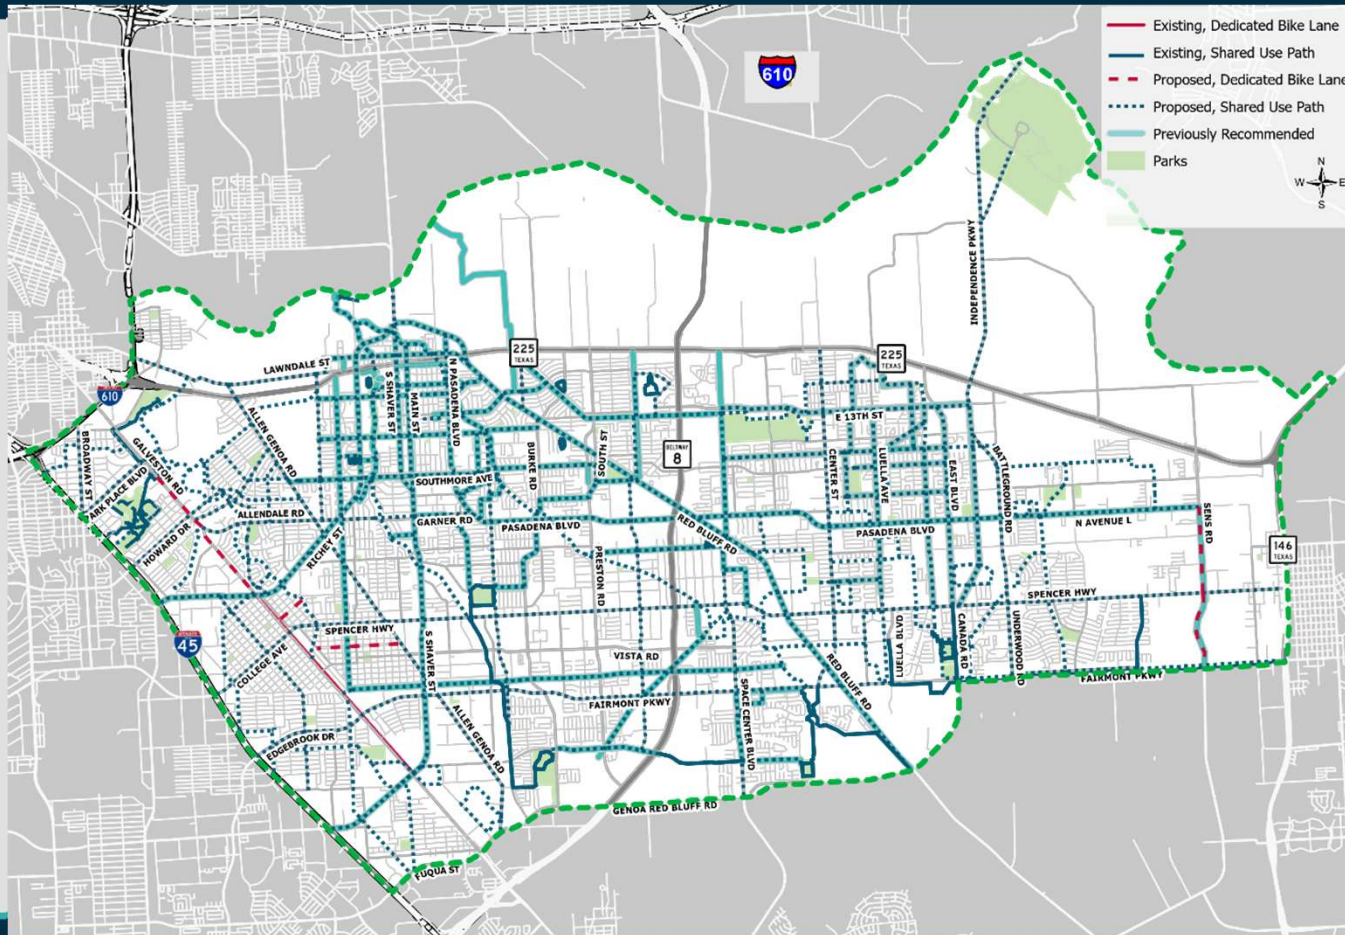 610
Existing, Dedicated Bike Lane
Existing, Shared Use Path
Proposed, Dedicated Bike Lane
Proposed, Shared Use Path
Previously Recommended
Parks
N
W
E
S
INDEPENDENCE PKWY
LAWNDALE ST
225
TEXAS
225
TEXAS
610
S SHAVER ST
MAIN ST
N PASADENA BLVD
ALLEN GENOA RD
E 13TH ST
BROADWAY ST
GALVESTON RD
ARK PLACE BLVD
BURKE RD
SOUTH ST
BELTWAY
8
CENTER ST
LUELLA AVE
EAST BLVD
BATTLEGROUND RD
SOUTHMORE AVE
ALLENDALE RD
GARNER RD
PASADENA BLVD
RED BLUFF RD
PASADENA BLVD
N AVENUE L
SENS RD
HOWARD DR
RICHEY ST
PRESTON RD
146
TEXAS
SPENCER HWY
SPENCER HWY
45
COLLEGE AVE
S SHAVER ST
VISTA RD
LUELLA BLVD
CANADA RD
UNDERWOOD RD
FAIRMONT PKWY
FAIRMONT PKWY
SPACE CENTER BLVD
RED BLUFF RD
EDGEBROOK DR
ALLEN GENOA RD
GENOA RED BLUFF RD
FUQUA ST